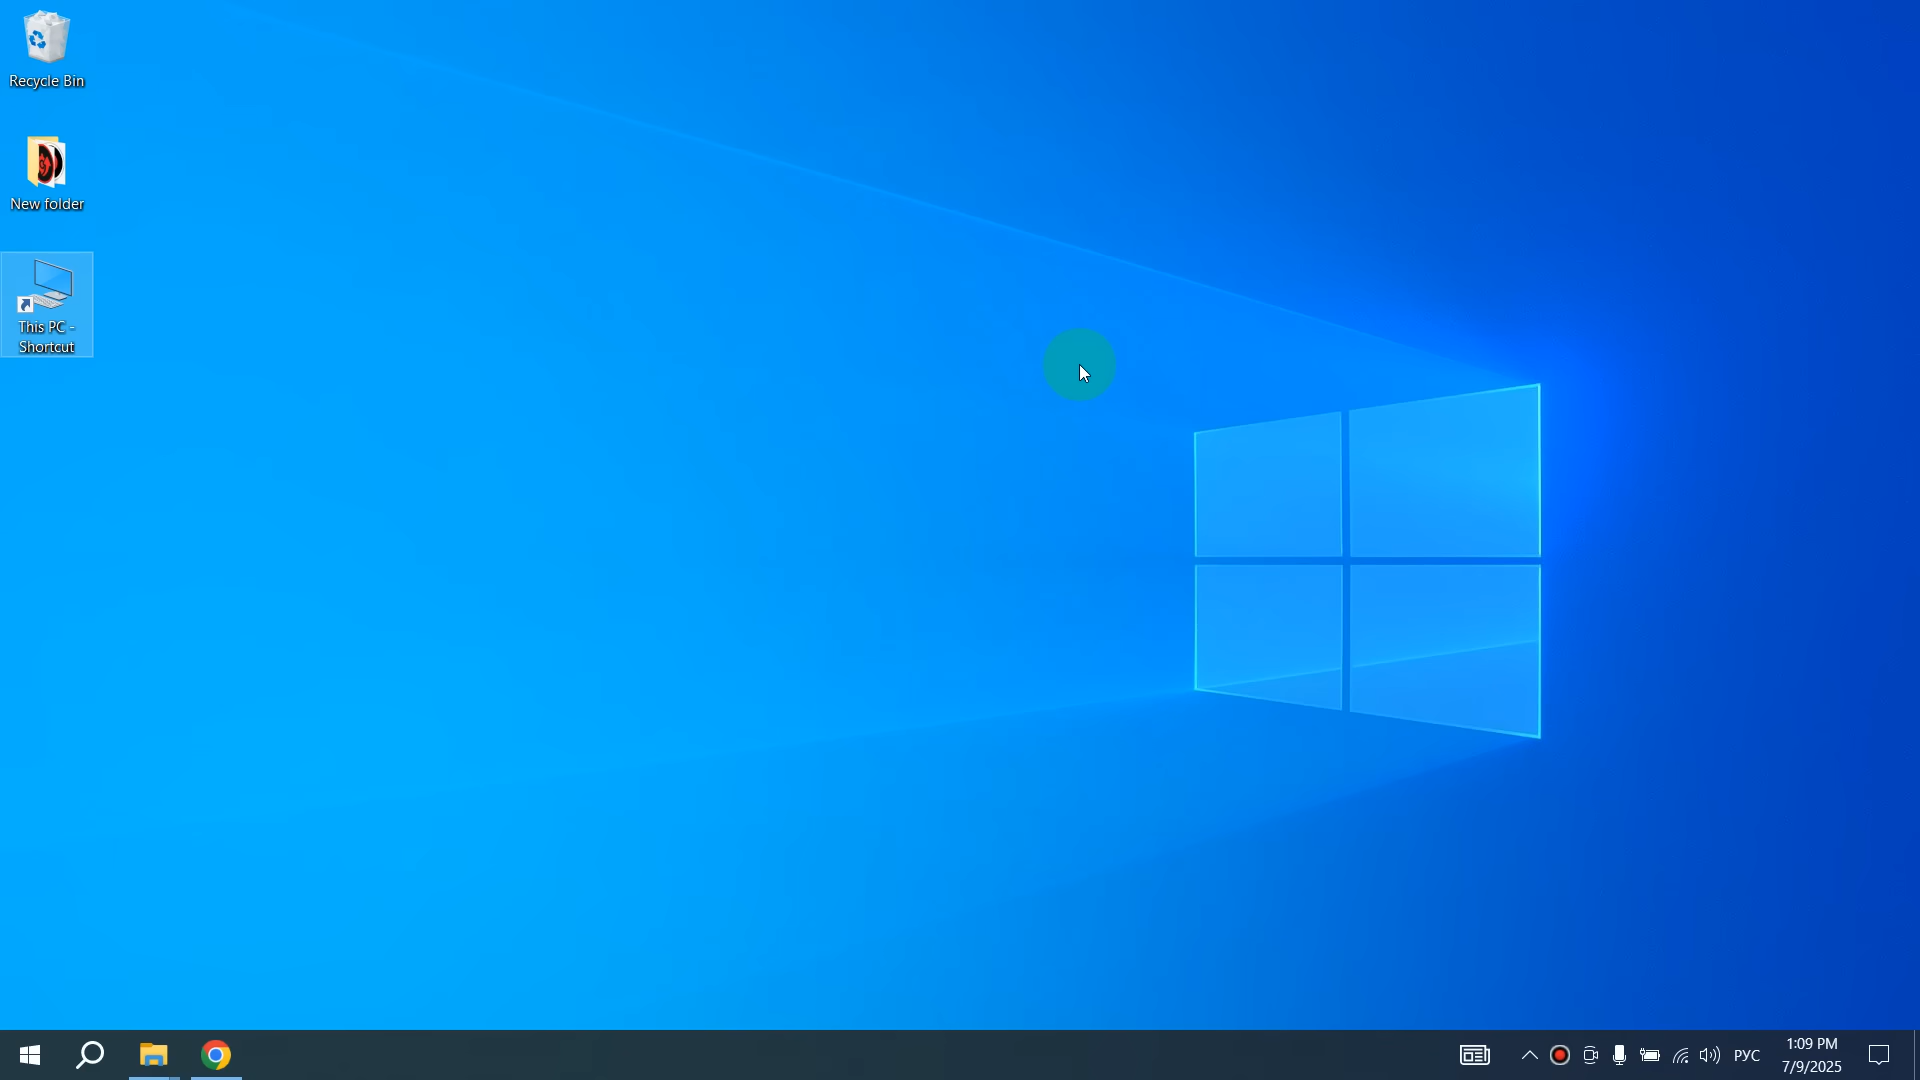 Recycle Bin
New folder
This PC -
Shortcut
РУС
1:09 PM
7/9/2025